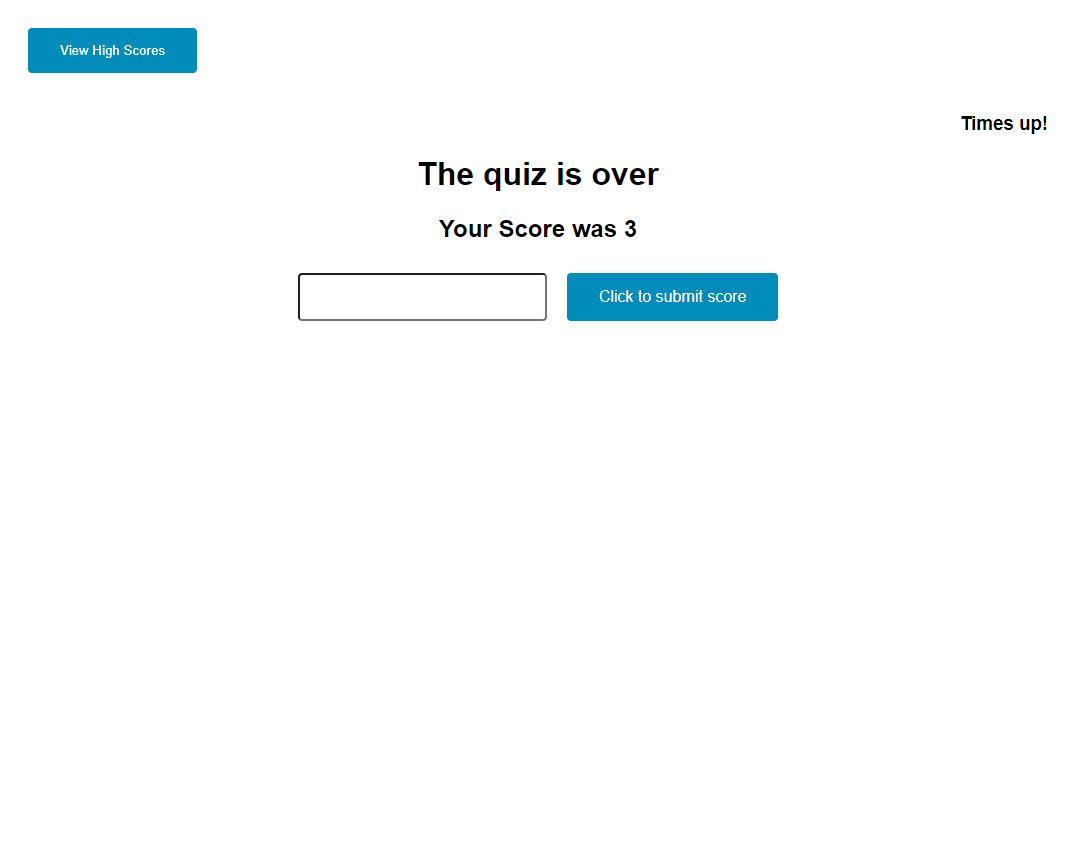 View High Scores
Times up!
The quiz is over
Your Score was 3
Click to submit score